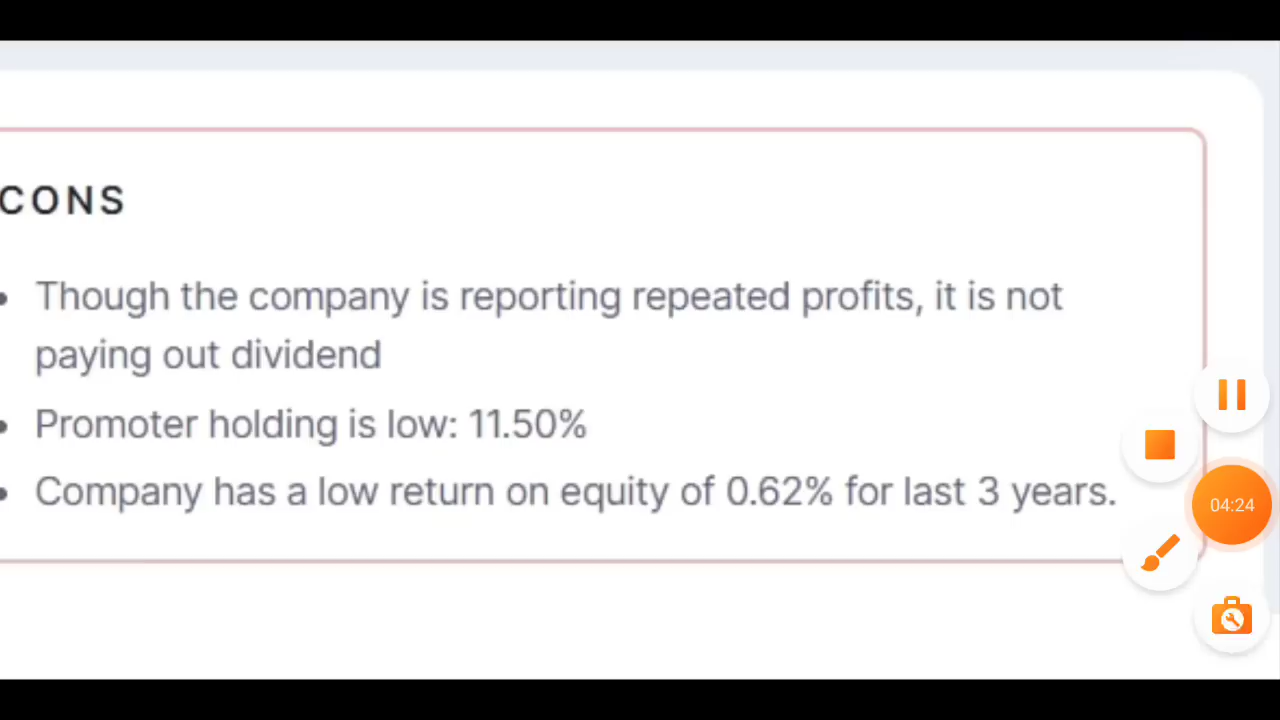 CONS
• Though the company is reporting repeated profits, it is not
paying out dividend
• Promoter holding is low: 11.50%
• Company has a low return on equity of 0.62% for last 3 years.
04:24